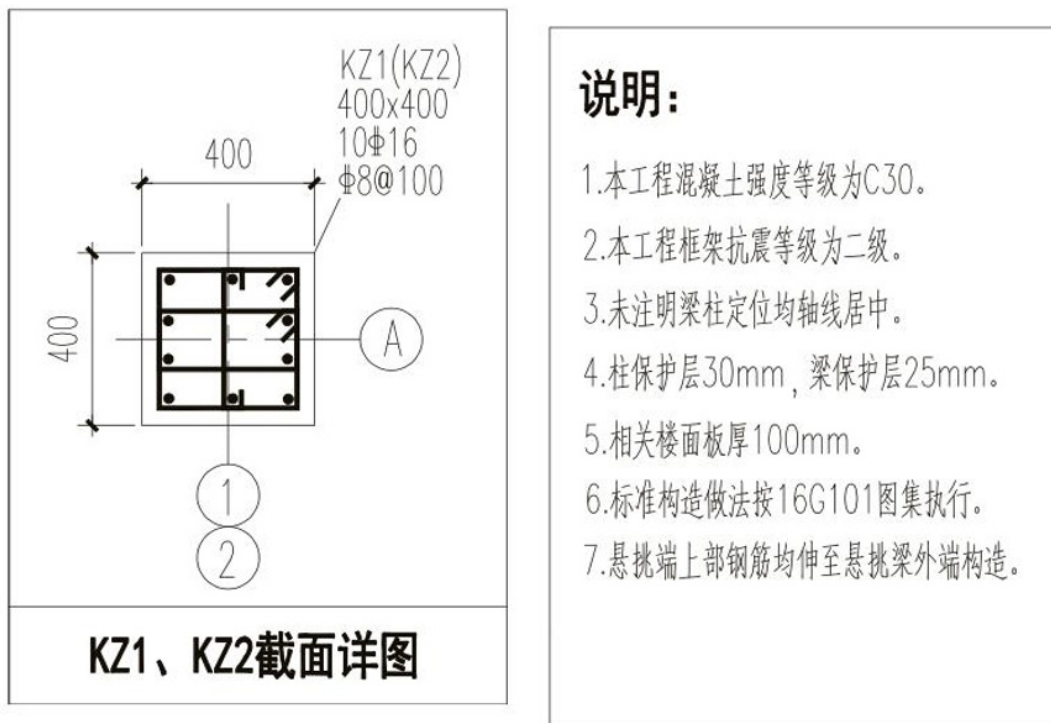 KZ1(KZ2)
400x400
10⌀16
⌀8@100
400
400
A
1
2
KZ1、KZ2截面详图
说明：
1.本工程混凝土强度等级为C30。
2.本工程框架抗震等级为二级。
3.未注明梁柱定位均轴线居中。
4.柱保护层30mm，梁保护层25mm。
5.相关楼面板厚100mm。
6.标准构造做法按16G101图集执行。
7.悬挑端上部钢筋均伸至悬挑梁外端构造。